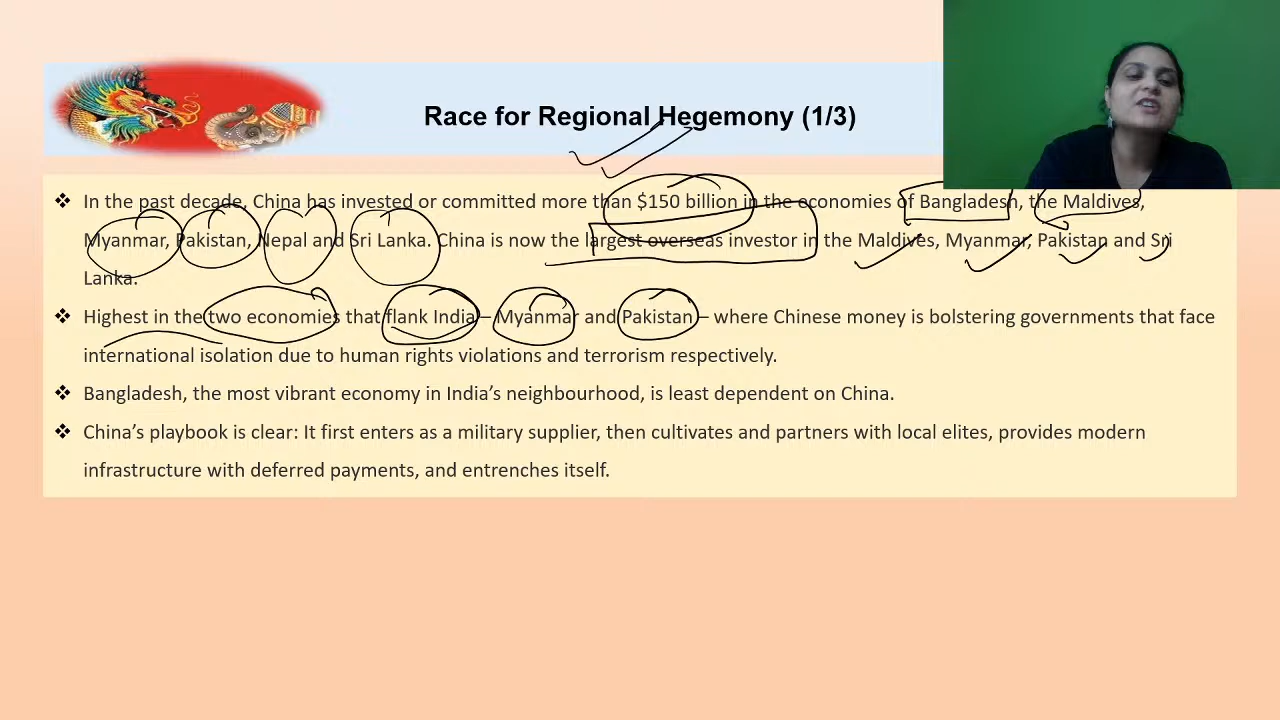 Race for Regional Hegemony (1/3)
❖ In the past decade, China has invested or committed more than $150 billion in the economies of Bangladesh, the Maldives,
Myanmar, Pakistan, Nepal and Sri Lanka. China is now the largest overseas investor in the Maldives, Myanmar, Pakistan and Sri
Lanka.
❖ Highest in the two economies that flank India – Myanmar and Pakistan – where Chinese money is bolstering governments that face
international isolation due to human rights violations and terrorism respectively.
❖ Bangladesh, the most vibrant economy in India’s neighbourhood, is least dependent on China.
❖ China’s playbook is clear: It first enters as a military supplier, then cultivates and partners with local elites, provides modern
infrastructure with deferred payments, and entrenches itself.